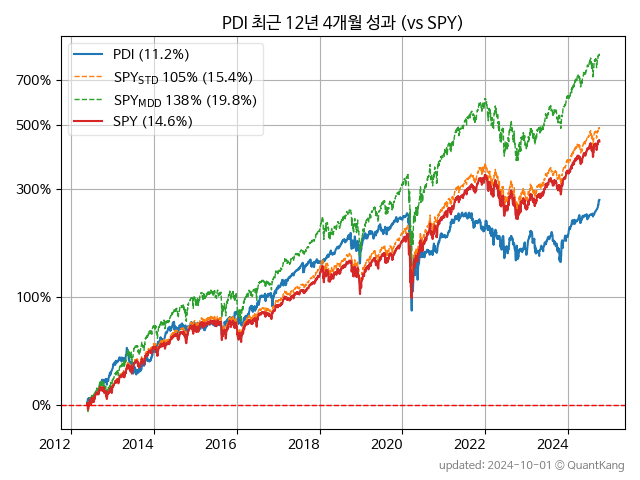 PDI 최근 12년 4개월 성과 (vs SPY)
PDI (11.2%)
SPYSTD 105% (15.4%)
SPYMDD 138% (19.8%)
SPY (14.6%)
700%
500%
300%
100%
0%
2012 2014 2016 2018 2020 2022 2024
updated: 2024-10-01 © QuantKang